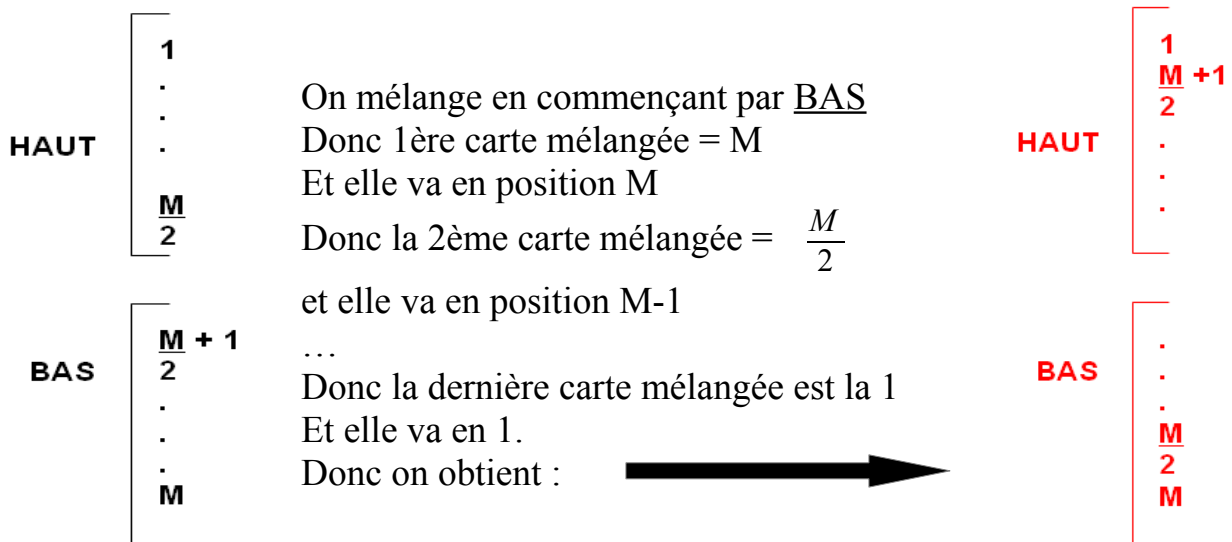 HAUT
1
.
.
.
M
2
BAS
M + 1
2
.
.
.
M
On mélange en commençant par BAS
Donc 1ère carte mélangée = M
Et elle va en position M
Donc la 2ème carte mélangée = M/2
et elle va en position M-1
…
Donc la dernière carte mélangée est la 1
Et elle va en 1.
Donc on obtient :
HAUT
1
M +1
2
.
.
.
BAS
.
.
.
M
2
M